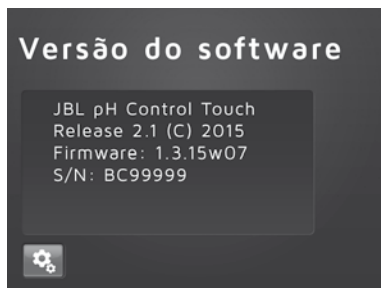 Versão do software
JBL pH Control Touch
Release 2.1 (C) 2015
Firmware: 1.3.15w07
S/N: BC99999